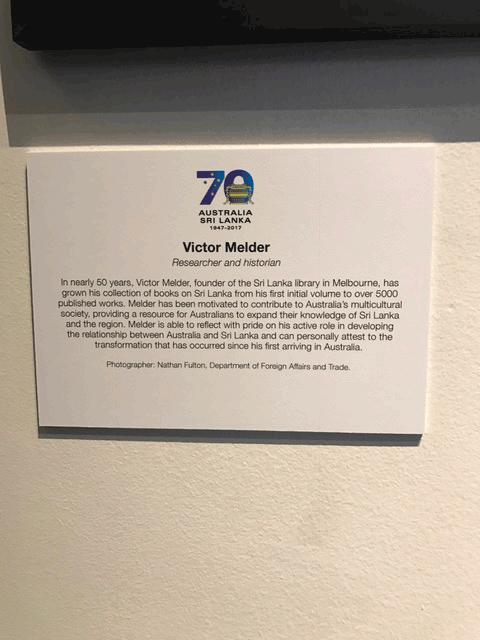 70
AUSTRALIA
SRI LANKA
1947-2017
Victor Melder
Researcher and historian
In nearly 50 years, Victor Melder, founder of the Sri Lanka library in Melbourne, has
grown his collection of books on Sri Lanka from his first initial volume to over 5000
published works. Melder has been motivated to contribute to Australia's multicultural
society, providing a resource for Australians to expand their knowledge of Sri Lanka
and the region. Melder is able to reflect with pride on his active role in developing
the relationship between Australia and Sri Lanka and can personally attest to the
transformation that has occurred since his first arriving in Australia.
Photographer: Nathan Fulton, Department of Foreign Affairs and Trade.